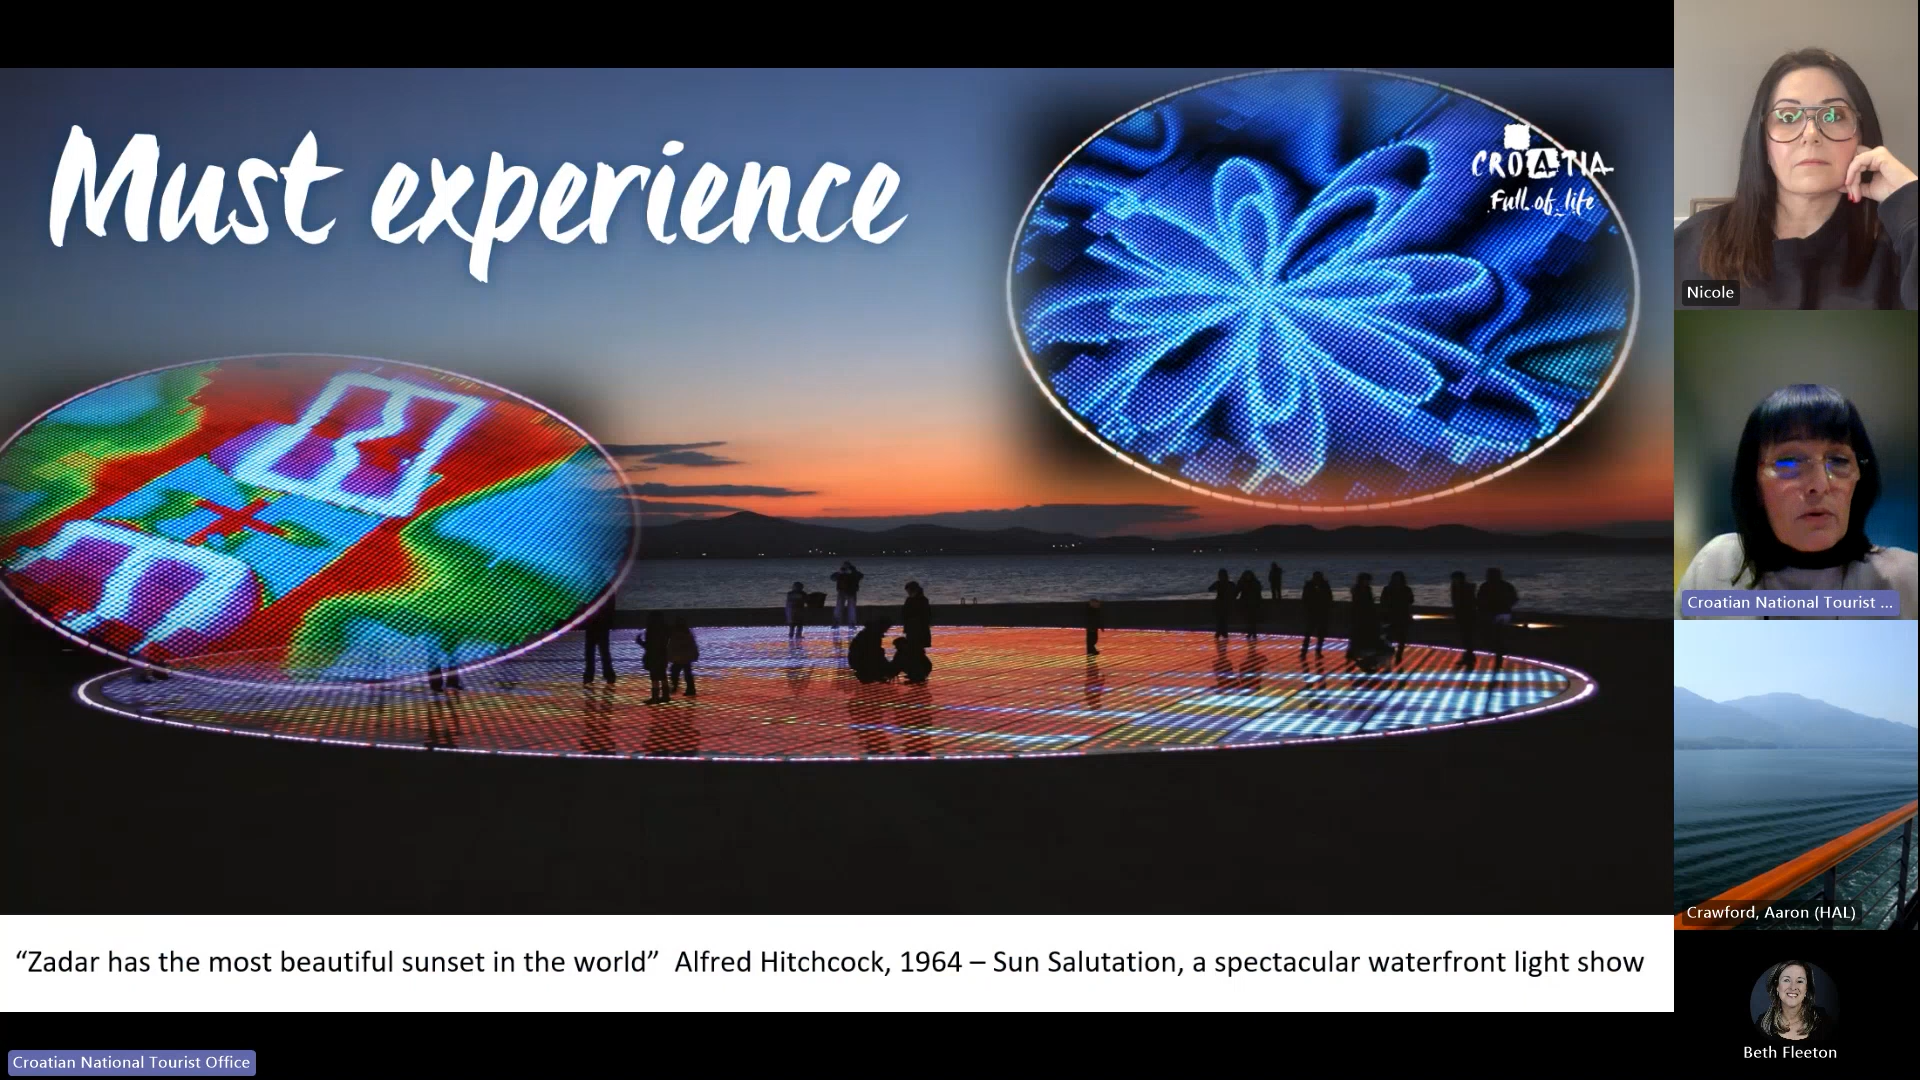 Must experience
CROATIA
Full of life
“Zadar has the most beautiful sunset in the world” Alfred Hitchcock, 1964 – Sun Salutation, a spectacular waterfront light show
Croatian National Tourist Office
Nicole
Croatian National Tourist ...
Crawford, Aaron (HAL)
Beth Fleeton